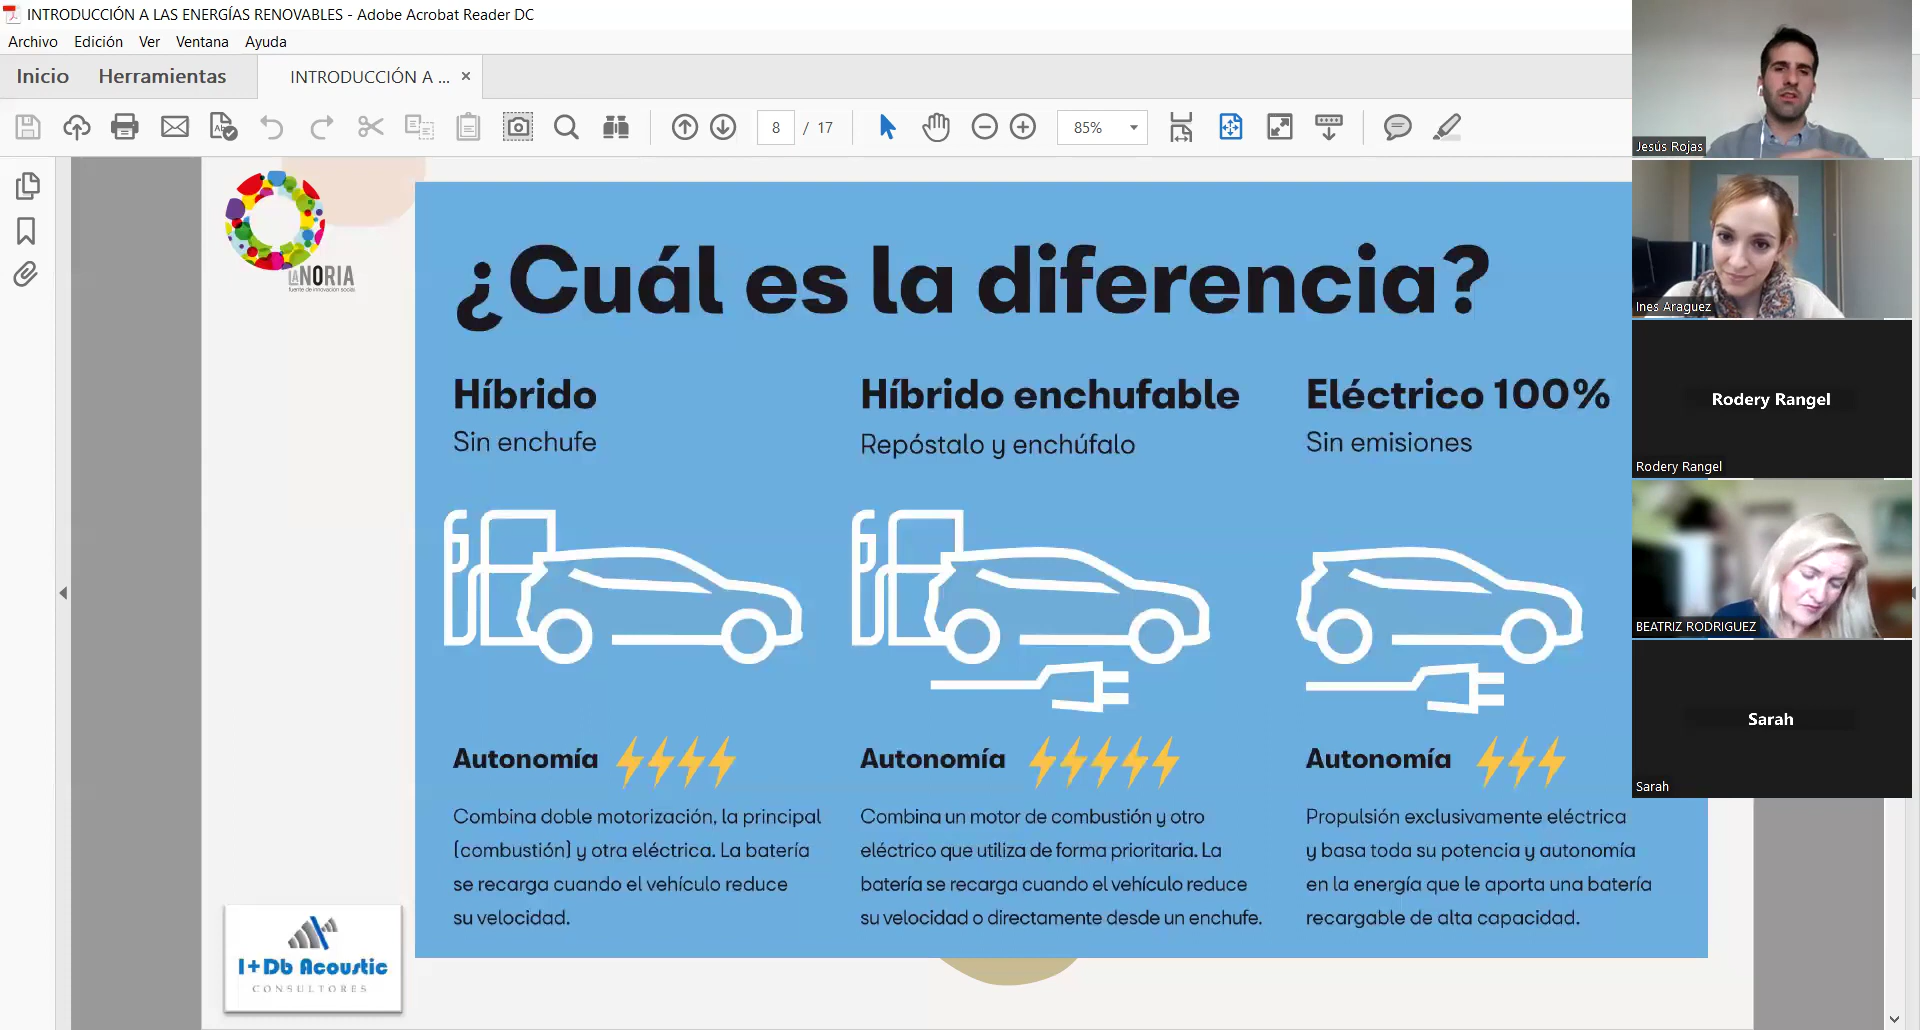 INTRODUCCIÓN A LAS ENERGÍAS RENOVABLES - Adobe Acrobat Reader DC
Archivo Edición Ver Ventana Ayuda
Inicio Herramientas INTRODUCCIÓN A ... ×
8 / 17 85%
LA NORIA
fuente de innovación social
¿Cuál es la diferencia?
Híbrido
Sin enchufe
Híbrido enchufable
Repóstalo y enchúfalo
Eléctrico 100%
Sin emisiones
Autonomía
Combina doble motorización, la principal
(combustión) y otra eléctrica. La batería
se recarga cuando el vehículo reduce
su velocidad.
Autonomía
Combina un motor de combustión y otro
eléctrico que utiliza de forma prioritaria. La
batería se recarga cuando el vehículo reduce
su velocidad o directamente desde un enchufe.
Autonomía
Propulsión exclusivamente eléctrica
y basa toda su potencia y autonomía
en la energía que le aporta una batería
recargable de alta capacidad.
I+Db Acoustic
CONSULTORES
Jesús Rojas
Ines Araguez
Rodery Rangel
Rodery Rangel
BEATRIZ RODRIGUEZ
Sarah
Sarah